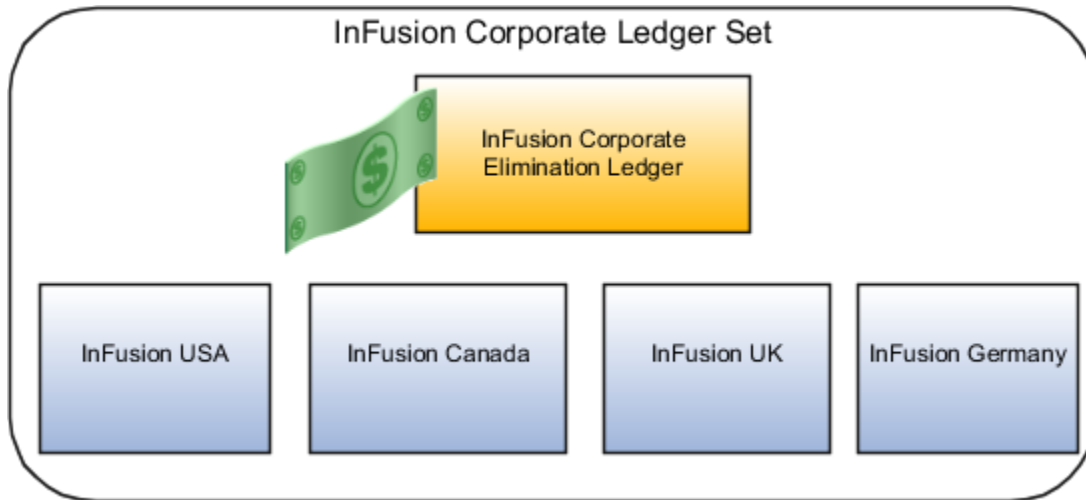 InFusion Corporate Ledger Set
InFusion Corporate
Elimination Ledger
$
InFusion USA
InFusion Canada
InFusion UK
InFusion Germany